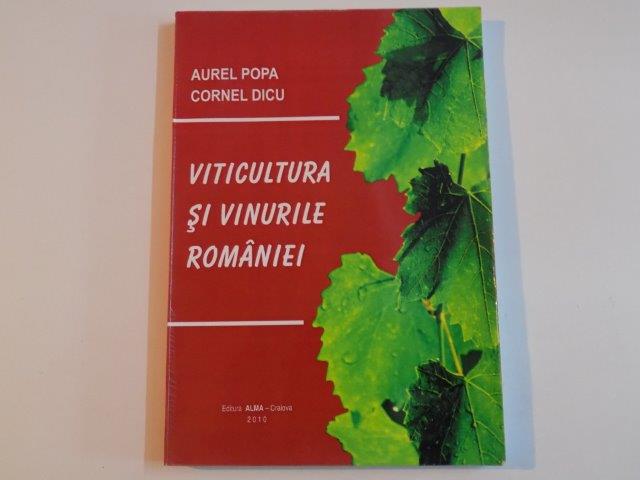 AUREL POPA
CORNEL DICU
VITICULTURA
ŞI VINURILE
ROMÂNIEI
Editura ALMA – Craiova
2010